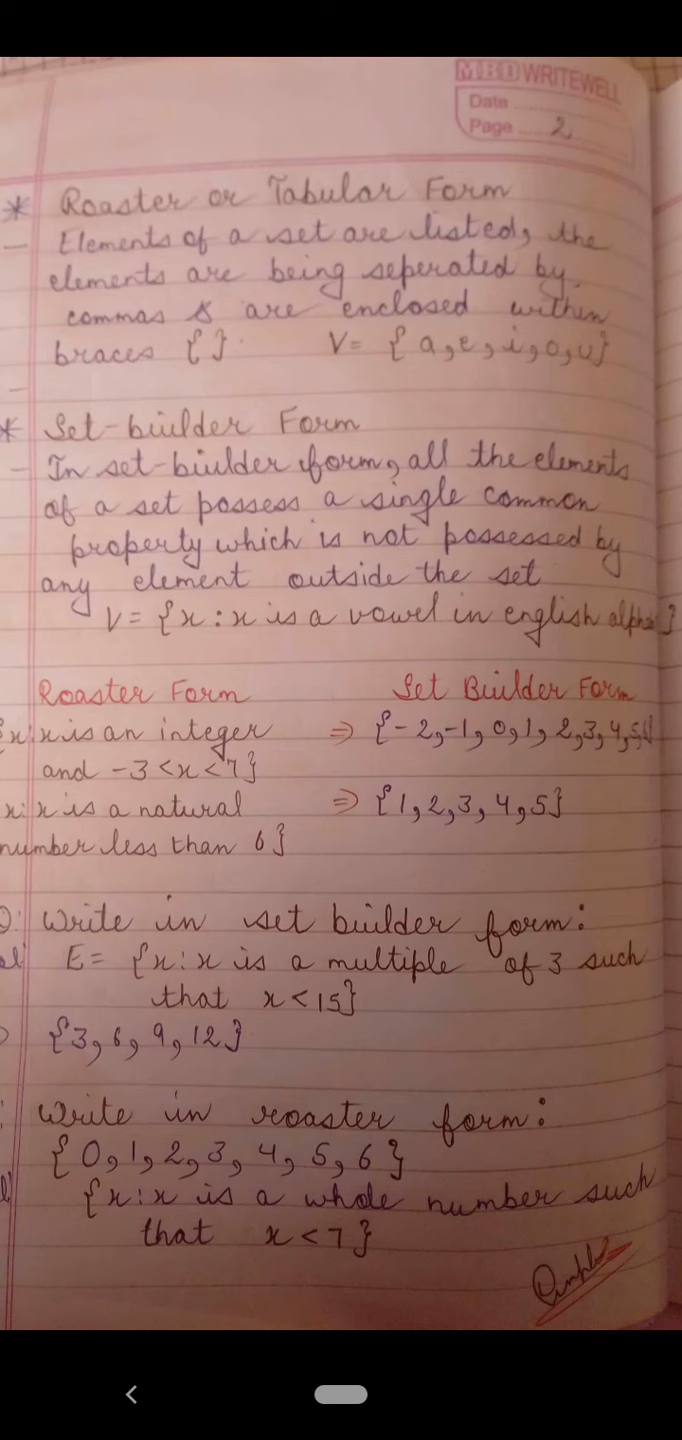 MBD WRITEWELL
Date
Page 2
* Roaster or Tabular Form
– Elements of a set are listed, the
elements are being seperated by
commas & are enclosed within
braces { }. V= { a, e, i, o, u}
–
* Set-builder Form
– In set-builder form, all the elements
of a set possess a single common
property which is not possessed by
any element outside the set
V= {x : x is a vowel in english }
Roaster Form Set Builder Form
{x: x is an integer ⇒ {-2, -1, 0, 1, 2, 3, 4, 5,
and -3 < x < 7}
x: x is a natural ⇒ {1, 2, 3, 4, 5}
number less than 6}
Q: Write in set builder form:
E= {x: x is a multiple of 3 such
that x < 15}
{3, 6, 9, 12}
: Write in roaster form:
{ 0, 1, 2, 3, 4, 5, 6 }
{x: x is a whole number such
that x < 7}